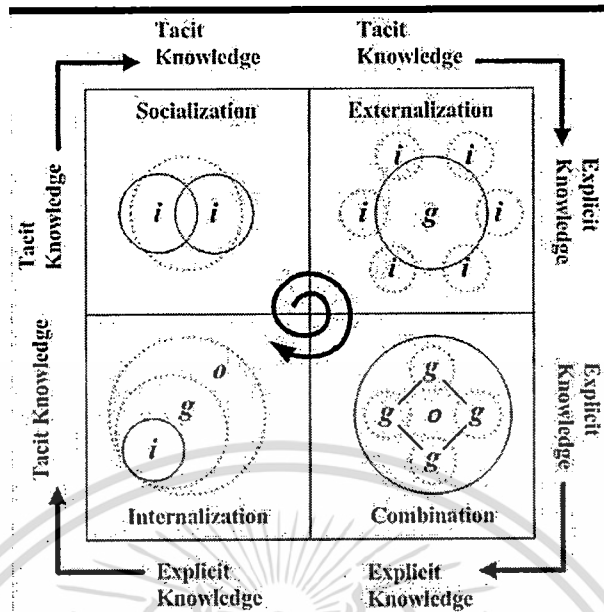 Tacit
Knowledge
Tacit
Knowledge
Socialization
Externalization
i i
i i
i g i
i i
Tacit
Knowledge
Explicit
Knowledge
Tacit Knowledge
Explicit
Knowledge
o
g
i
g
g o g
g
Internalization
Combination
Explicit
Knowledge
Explicit
Knowledge